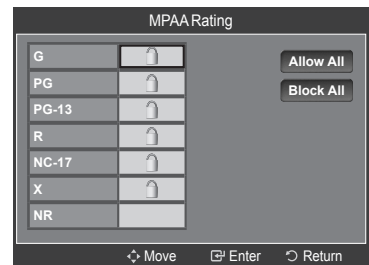 MPAA Rating
G
Allow All
PG
Block All
PG-13
R
NC-17
X
NR
Move Enter Return